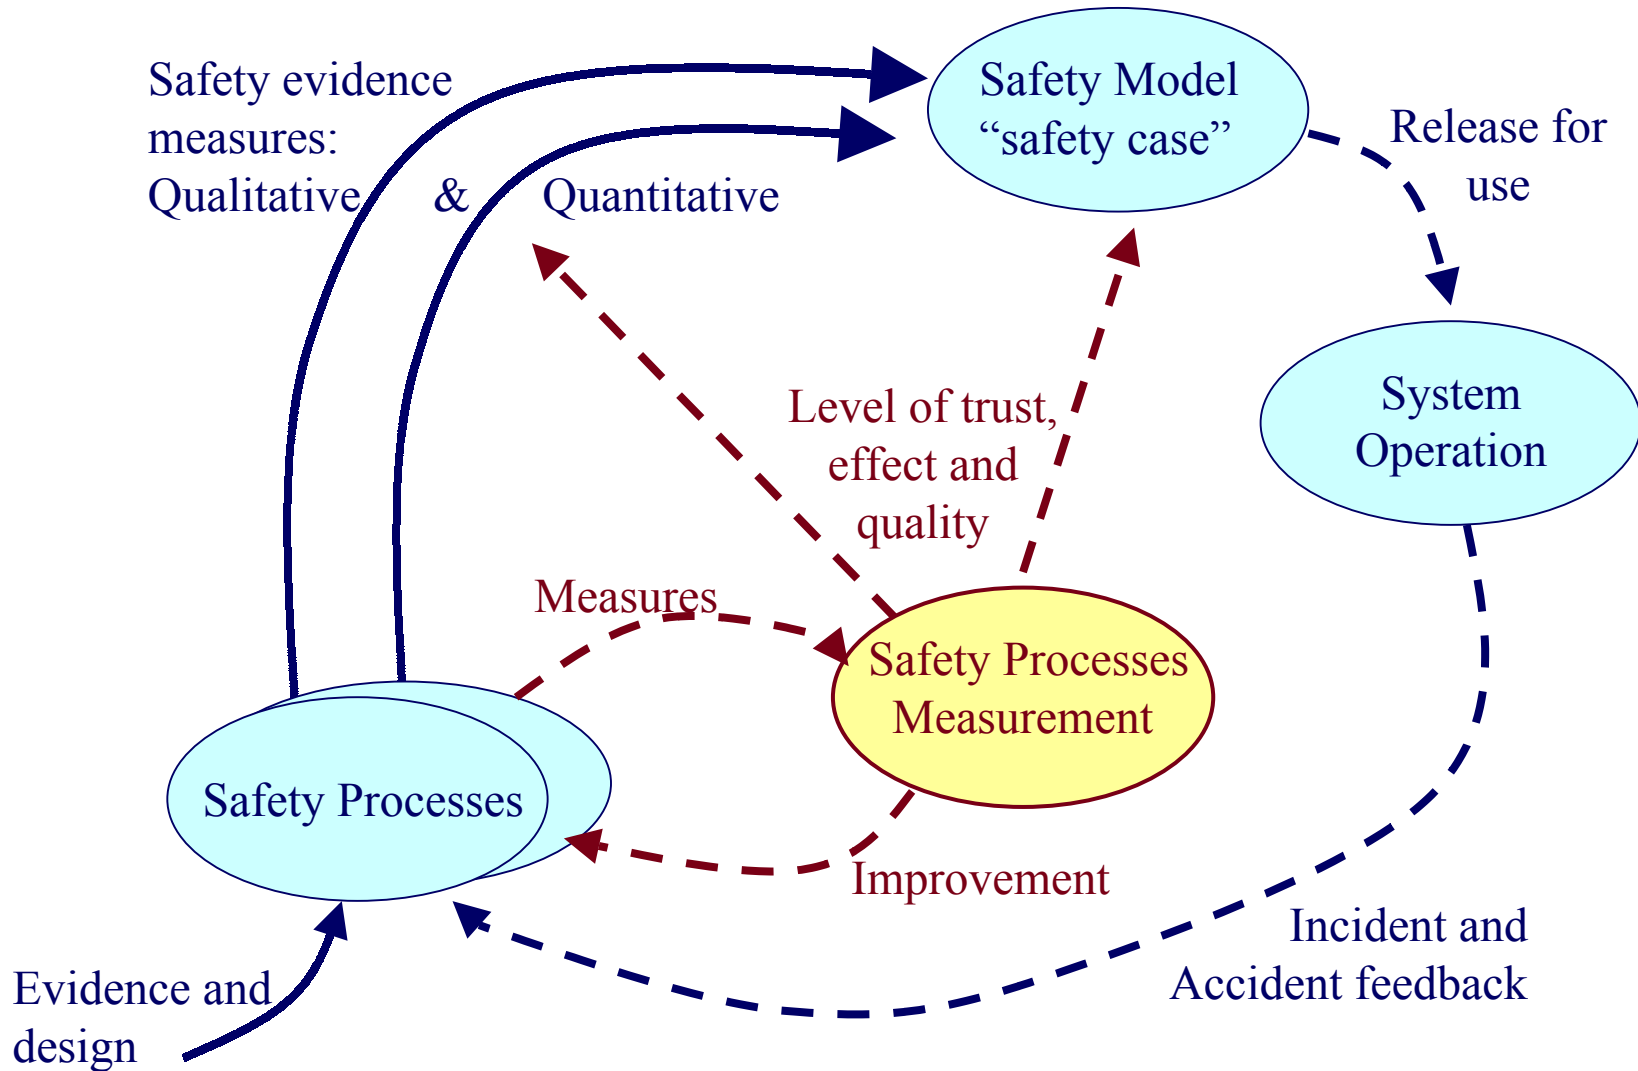 Safety evidence
measures:
Qualitative & Quantitative
Safety Model
“safety case”
Release for
use
System
Operation
Level of trust,
effect and
quality
Measures
Safety Processes
Measurement
Safety Processes
Improvement
Incident and
Accident feedback
Evidence and
design